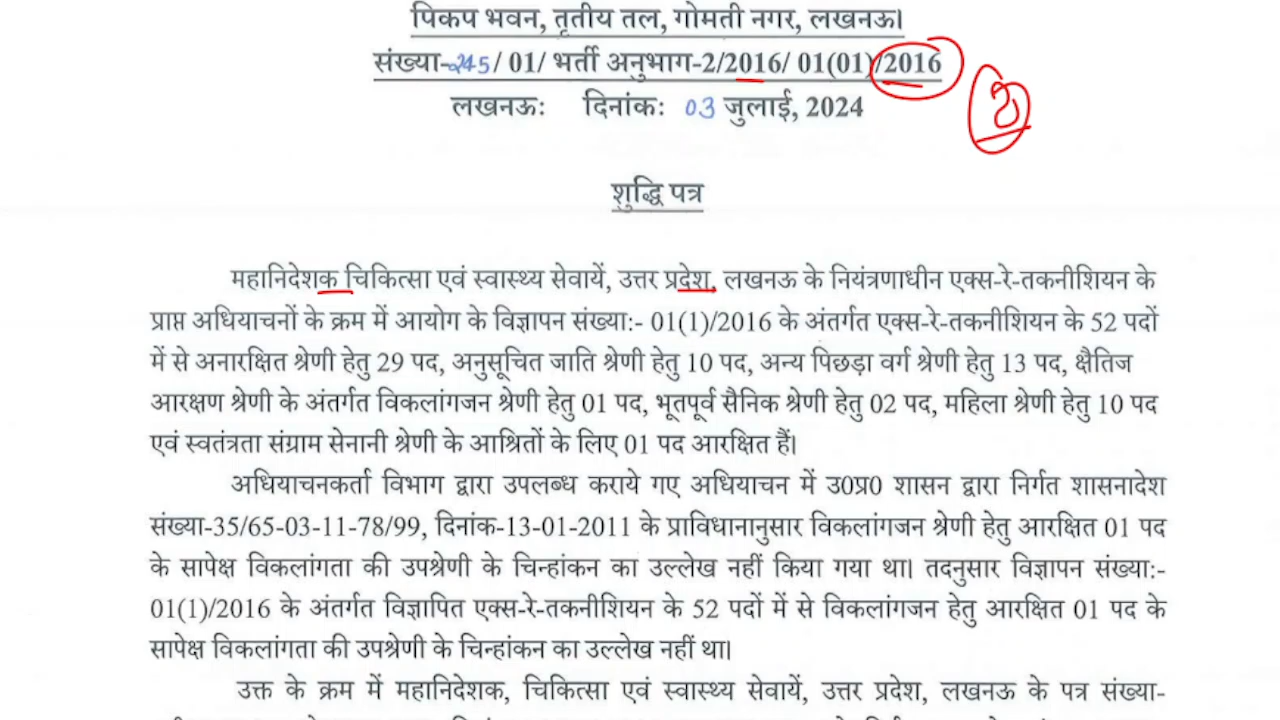 पिकप भवन, तृतीय तल, गोमती नगर, लखनऊ।
संख्या-245/ 01/ भर्ती अनुभाग-2/2016/ 01(01)/2016
लखनऊः दिनांकः 03 जुलाई, 2024
शुद्धि पत्र
महानिदेशक चिकित्सा एवं स्वास्थ्य सेवायें, उत्तर प्रदेश, लखनऊ के नियंत्रणाधीन एक्स-रे-तकनीशियन के
प्राप्त अधियाचनों के क्रम में आयोग के विज्ञापन संख्या:- 01(1)/2016 के अंतर्गत एक्स-रे-तकनीशियन के 52 पदों
में से अनारक्षित श्रेणी हेतु 29 पद, अनुसूचित जाति श्रेणी हेतु 10 पद, अन्य पिछड़ा वर्ग श्रेणी हेतु 13 पद, क्षैतिज
आरक्षण श्रेणी के अंतर्गत विकलांगजन श्रेणी हेतु 01 पद, भूतपूर्व सैनिक श्रेणी हेतु 02 पद, महिला श्रेणी हेतु 10 पद
एवं स्वतंत्रता संग्राम सेनानी श्रेणी के आश्रितों के लिए 01 पद आरक्षित हैं।
अधियाचनकर्ता विभाग द्वारा उपलब्ध कराये गए अधियाचन में उ0प्र0 शासन द्वारा निर्गत शासनादेश
संख्या-35/65-03-11-78/99, दिनांक-13-01-2011 के प्राविधानानुसार विकलांगजन श्रेणी हेतु आरक्षित 01 पद
के सापेक्ष विकलांगता की उपश्रेणी के चिन्हांकन का उल्लेख नहीं किया गया था। तदनुसार विज्ञापन संख्या:-
01(1)/2016 के अंतर्गत विज्ञापित एक्स-रे-तकनीशियन के 52 पदों में से विकलांगजन हेतु आरक्षित 01 पद के
सापेक्ष विकलांगता की उपश्रेणी के चिन्हांकन का उल्लेख नहीं था।
उक्त के क्रम में महानिदेशक, चिकित्सा एवं स्वास्थ्य सेवायें, उत्तर प्रदेश, लखनऊ के पत्र संख्या-